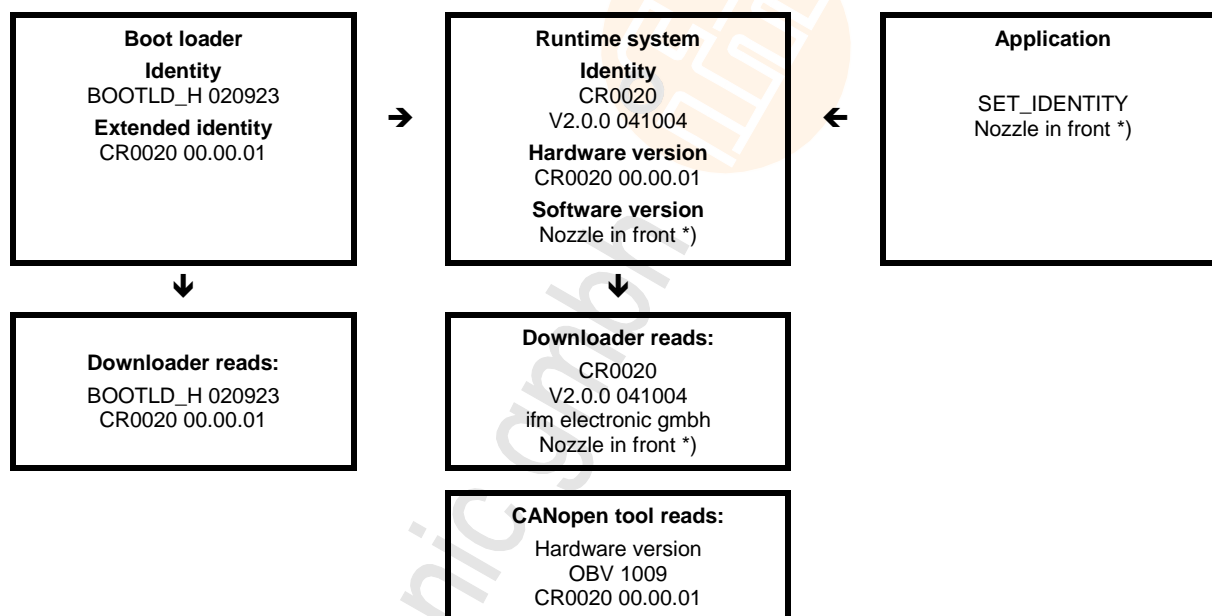 Boot loader
Identity
BOOTLD_H 020923
Extended identity
CR0020 00.00.01
Runtime system
Identity
CR0020
V2.0.0 041004
Hardware version
CR0020 00.00.01
Software version
Nozzle in front *)
Application
SET_IDENTITY
Nozzle in front *)
Downloader reads:
BOOTLD_H 020923
CR0020 00.00.01
Downloader reads:
CR0020
V2.0.0 041004
ifm electronic gmbh
Nozzle in front *)
CANopen tool reads:
Hardware version
OBV 1009
CR0020 00.00.01
nic gmbh